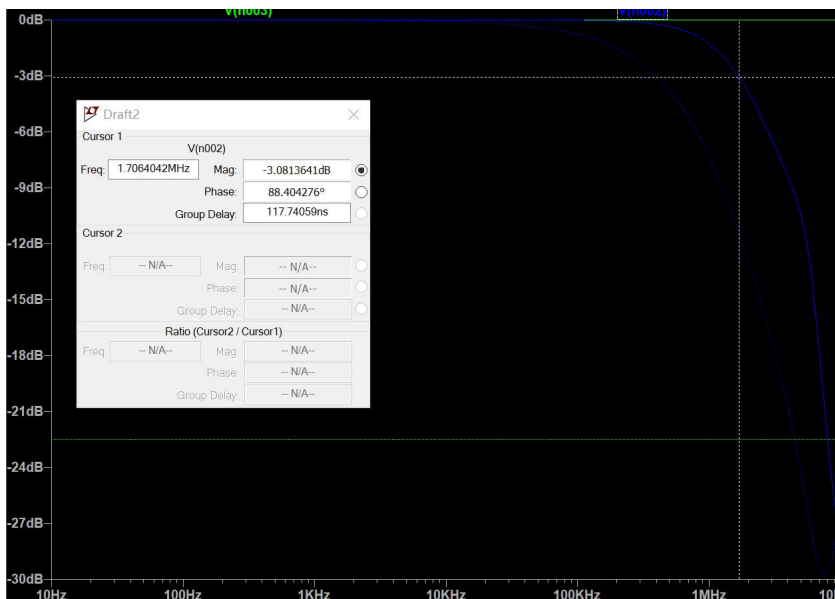 V(n003) V(n002)
0dB
-3dB
-6dB
-9dB
-12dB
-15dB
-18dB
-21dB
-24dB
-27dB
-30dB
10Hz 100Hz 1KHz 10KHz 100KHz 1MHz 10
Draft2
Cursor 1
V(n002)
Freq: 1.7064042MHz Mag: -3.0813641dB
Phase: 88.404276º
Group Delay: 117.74059ns
Cursor 2
Freq: -- N/A-- Mag: -- N/A--
Phase: -- N/A--
Group Delay: -- N/A--
Ratio (Cursor2 / Cursor1)
Freq: -- N/A-- Mag: -- N/A--
Phase: -- N/A--
Group Delay: -- N/A--